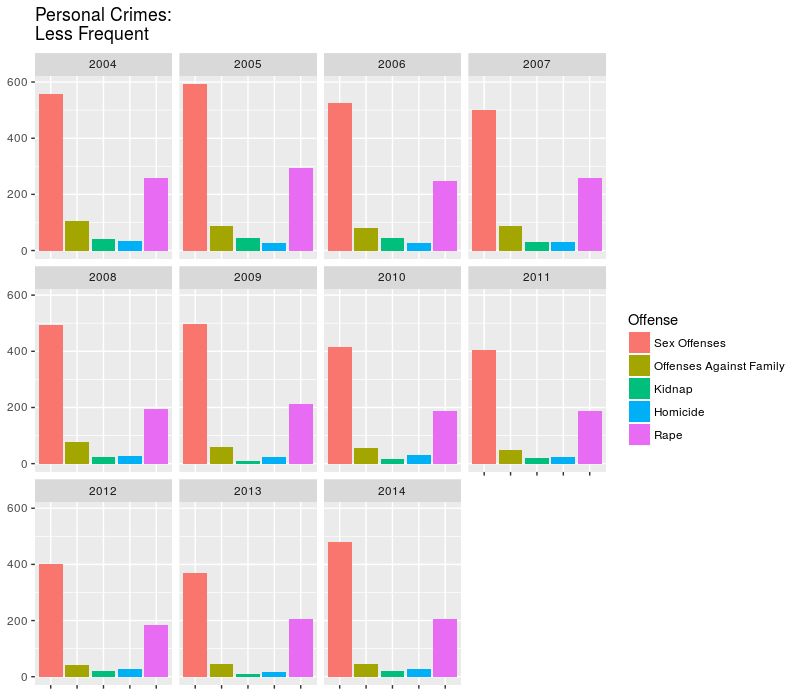 Personal Crimes:
Less Frequent
2004 2005 2006 2007
600
400
200
0
2008 2009 2010 2011
600
400
200
0
2012 2013 2014
600
400
200
0
Offense
Sex Offenses
Offenses Against Family
Kidnap
Homicide
Rape